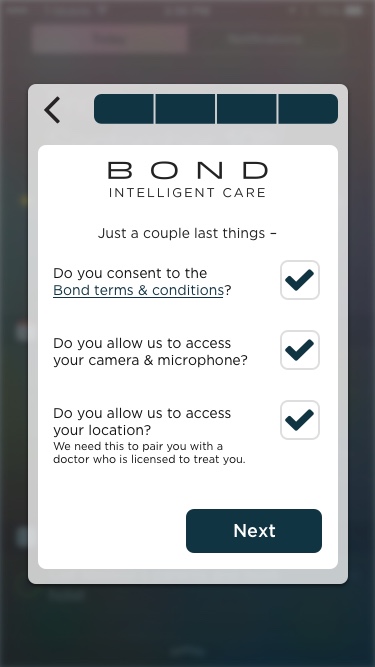 BOND
INTELLIGENT CARE
Just a couple last things –
Do you consent to the
Bond terms & conditions?
Do you allow us to access
your camera & microphone?
Do you allow us to access
your location?
We need this to pair you with a
doctor who is licensed to treat you.
Next